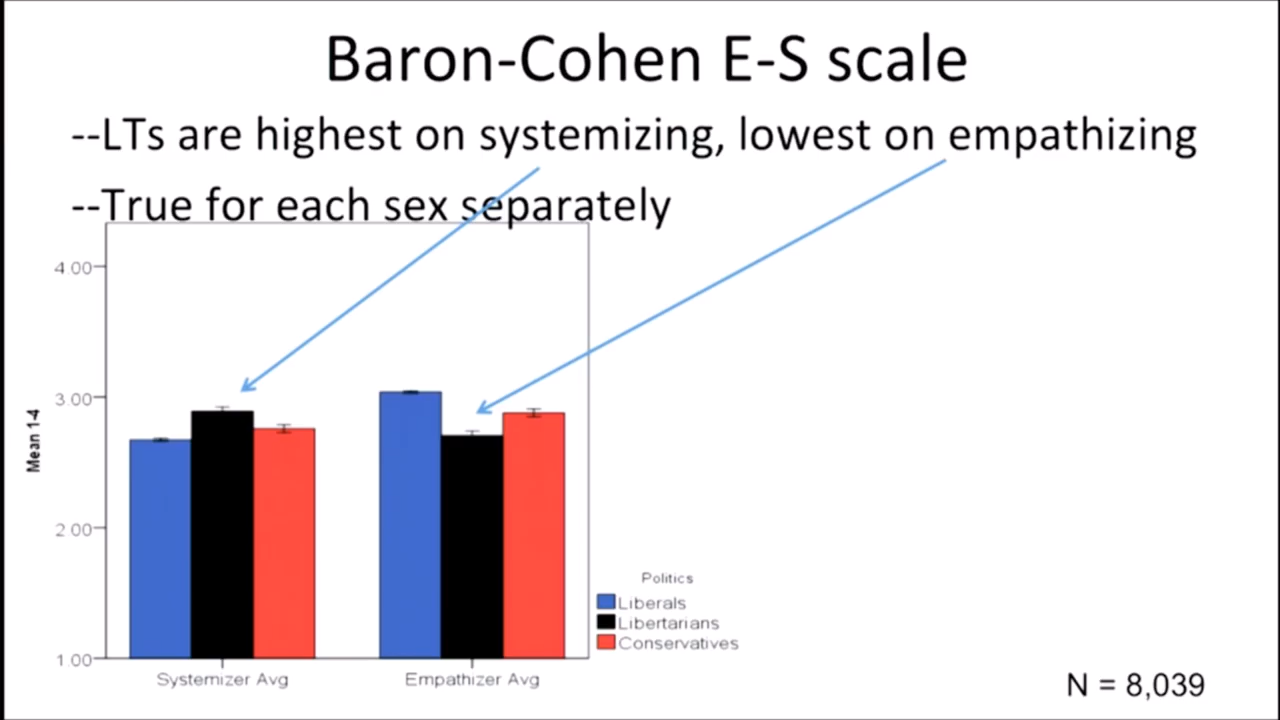 Baron-Cohen E-S scale
--LTs are highest on systemizing, lowest on empathizing
--True for each sex separately
4.00
3.00
2.00
1.00
Mean 1-4
Systemizer Avg
Empathizer Avg
Politics
Liberals
Libertarians
Conservatives
N = 8,039